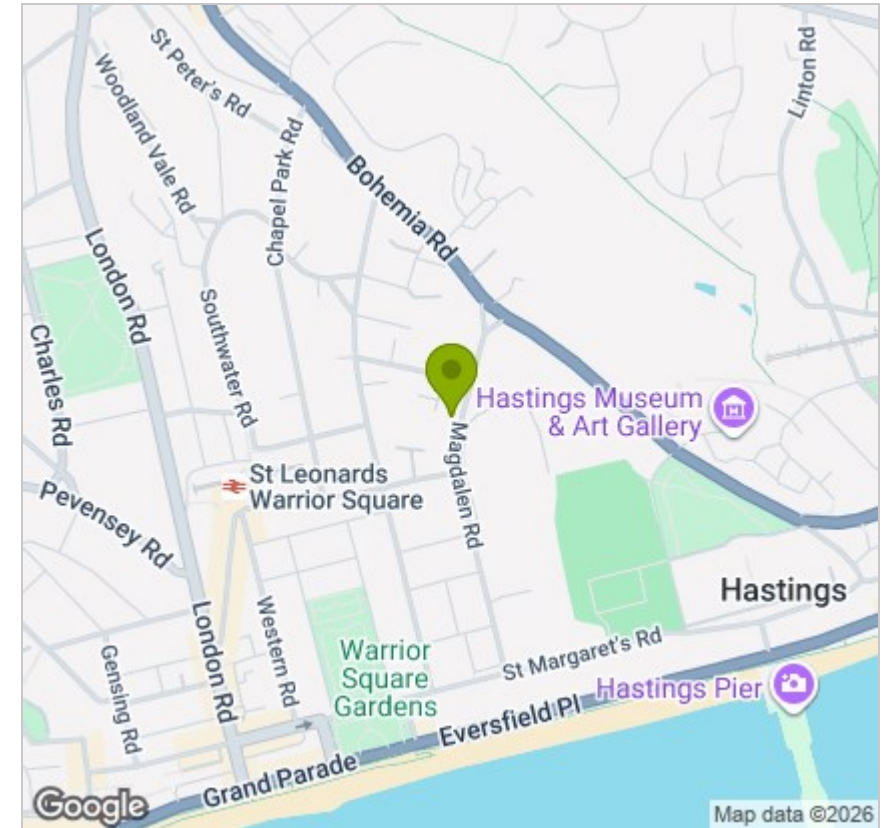 St Peter's Rd
Woodland Vale Rd
Chapel Park Rd
Linton Rd
Bohemia Rd
London Rd
Southwater Rd
Charles Rd
Hastings Museum
& Art Gallery
Magdalen Rd
St Leonards
Warrior Square
Pevensey Rd
Hastings
London Rd
Western Rd
Gensing Rd
Warrior
Square
Gardens
St Margaret's Rd
Hastings Pier
Eversfield Pl
Grand Parade
Google
Map data ©2026